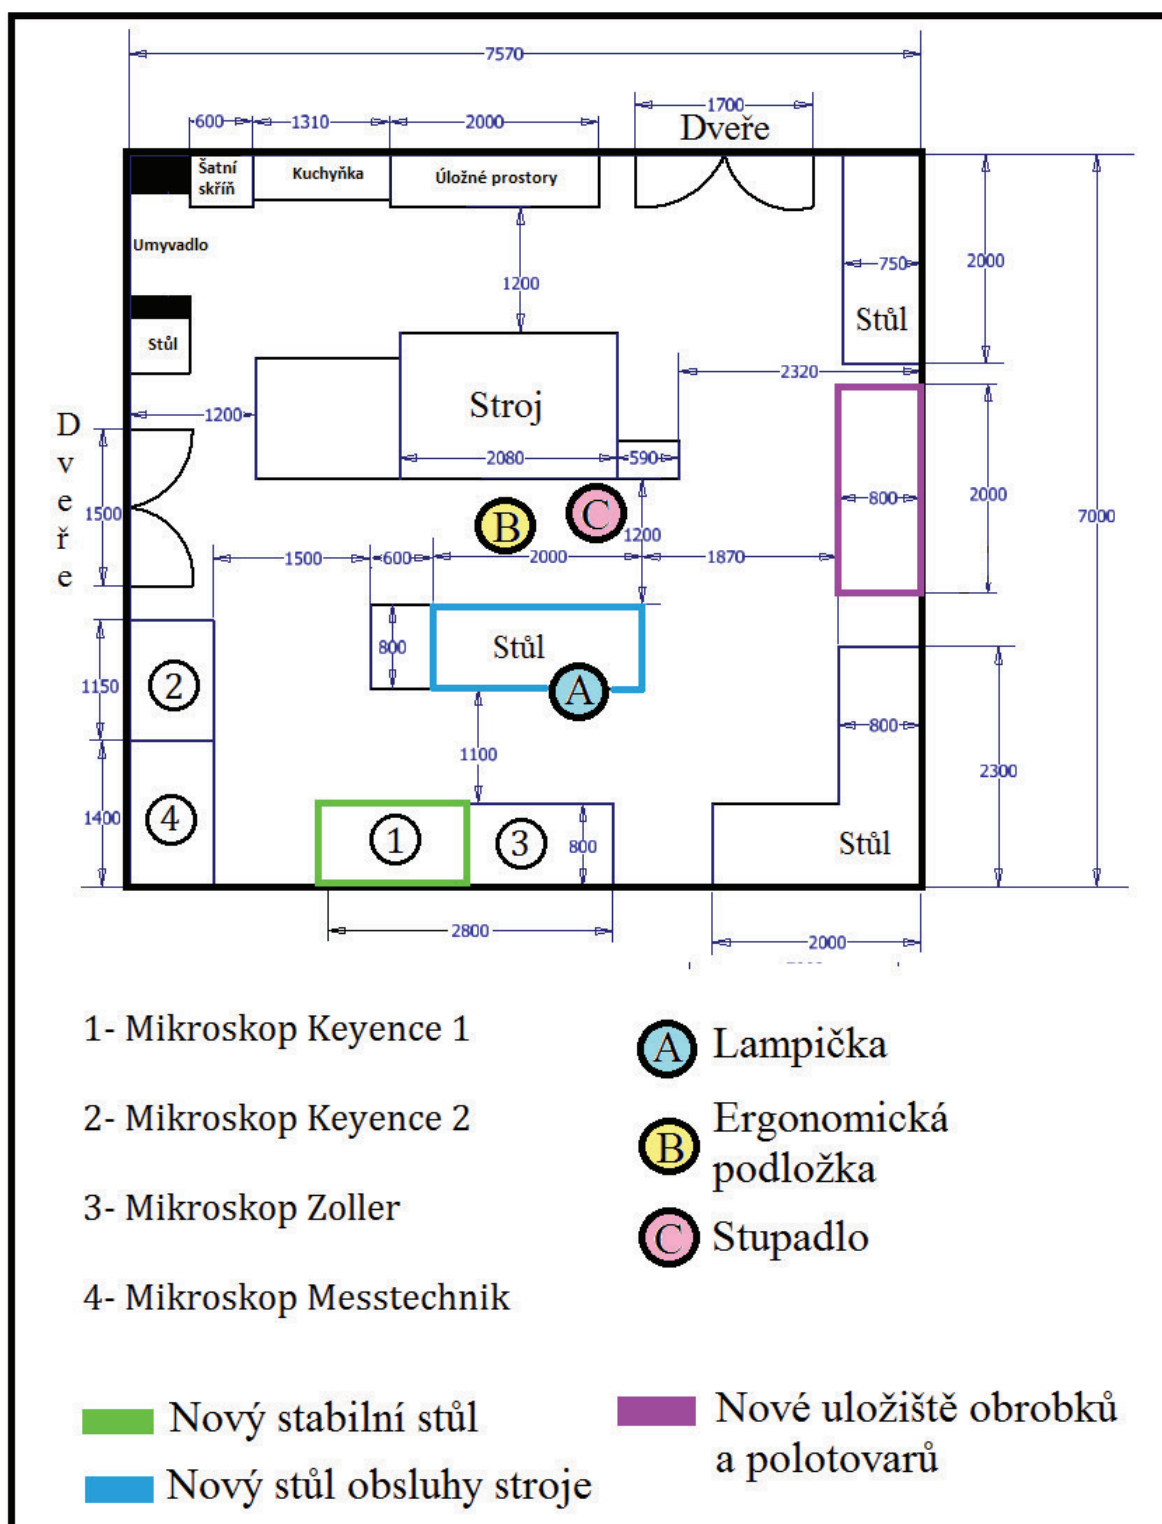 7570
600
1310
2000
1700
Dveře
Šatní
skříň
Kuchyňka
Úložné prostory
Umyvadlo
1200
750
2000
Stůl
Stůl
Stroj
2320
1200
Dveře
2080
590
800
2000
7000
1500
B
C
1200
1500
600
2000
1870
800
Stůl
2
A
1150
1100
800
2300
4
1400
1
3
800
Stůl
2800
2000
1- Mikroskop Keyence 1
2- Mikroskop Keyence 2
3- Mikroskop Zoller
4- Mikroskop Messtechnik
A Lampička
B Ergonomická
podložka
C Stupadlo
Nový stabilní stůl
Nový stůl obsluhy stroje
Nové uložiště obrobků
a polotovarů